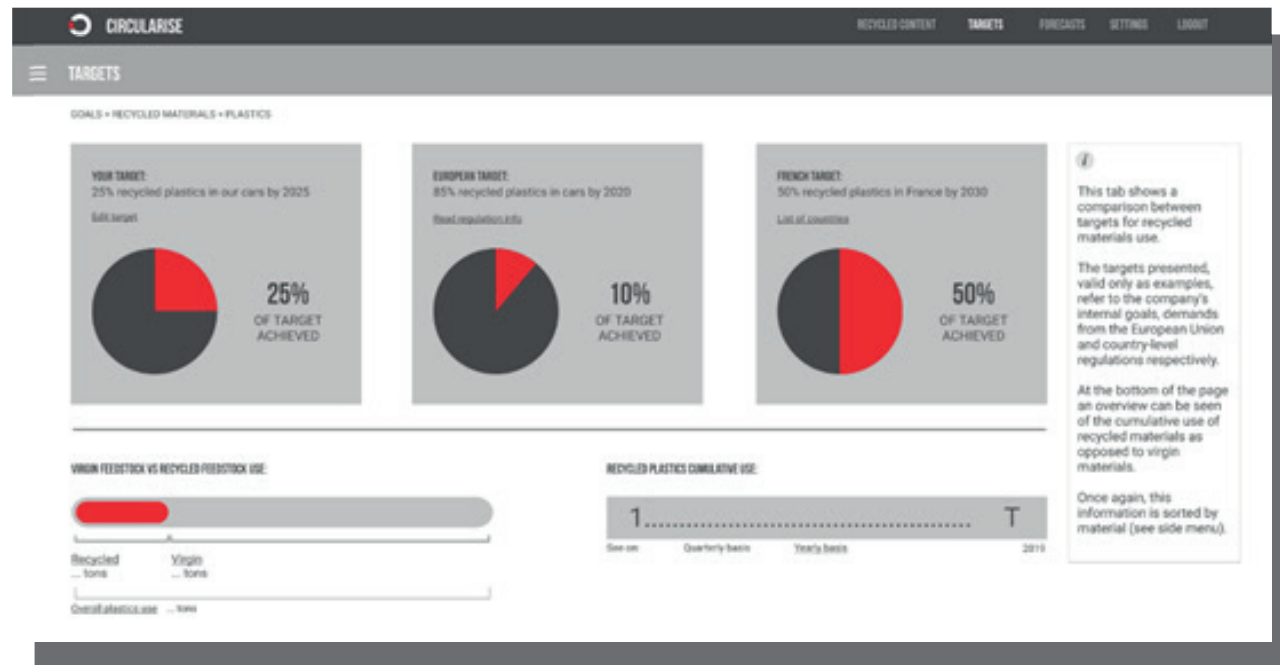 CIRCULARISE
RECYCLED CONTENT TARGETS FORECASTS SETTINGS LOGOUT
TARGETS
GOALS + RECYCLED MATERIALS + PLASTICS
YOUR TARGET:
25% recycled plastics in our cars by 2025
Edit target
25%
OF TARGET
ACHIEVED
EUROPEAN TARGET:
85% recycled plastics in cars by 2020
Read regulation info
10%
OF TARGET
ACHIEVED
FRENCH TARGET:
50% recycled plastics in France by 2030
List of countries
50%
OF TARGET
ACHIEVED
i
This tab shows a
comparison between
targets for recycled
materials use.
The targets presented,
valid only as examples,
refer to the company's
internal goals, demands
from the European Union
and country-level
regulations respectively.
At the bottom of the page
an overview can be seen
of the cumulative use of
recycled materials as
opposed to virgin
materials.
Once again, this
information is sorted by
material (see side menu).
VIRGIN FEEDSTOCK VS RECYCLED FEEDSTOCK USE:
Recycled Virgin
... tons ... tons
Overall plastics use ... tons
RECYCLED PLASTICS CUMULATIVE USE:
1........................................ T
See on: Quarterly basis Yearly basis 2019